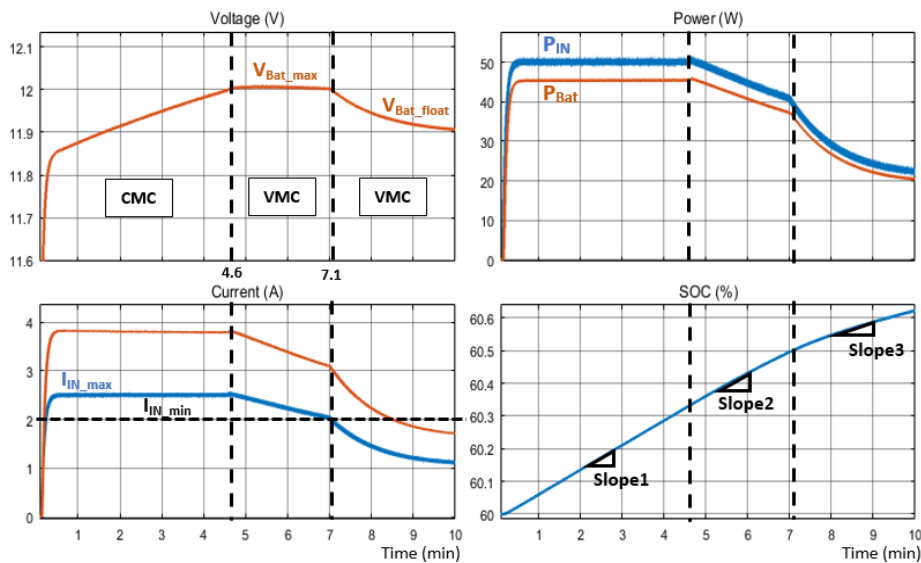 Voltage (V)
12.1
12
11.9
11.8
11.7
11.6
V_Bat_max
V_Bat_float
CMC
VMC
VMC
4.6
7.1
Power (W)
50
40
20
0
P_IN
P_Bat
Current (A)
4
3
2
1
0
I_IN_max
I_IN_min
1
2
3
4
5
6
7
8
9
10
Time (min)
SOC (%)
60.6
60.5
60.4
60.3
60.2
60.1
60
Slope1
Slope2
Slope3
1
2
3
4
5
6
7
8
9
10
Time (min)